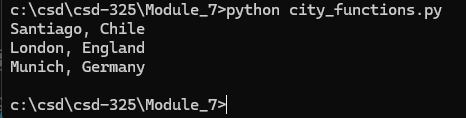 c:\csd\csd-325\Module_7>python city_functions.py
Santiago, Chile
London, England
Munich, Germany
c:\csd\csd-325\Module_7>